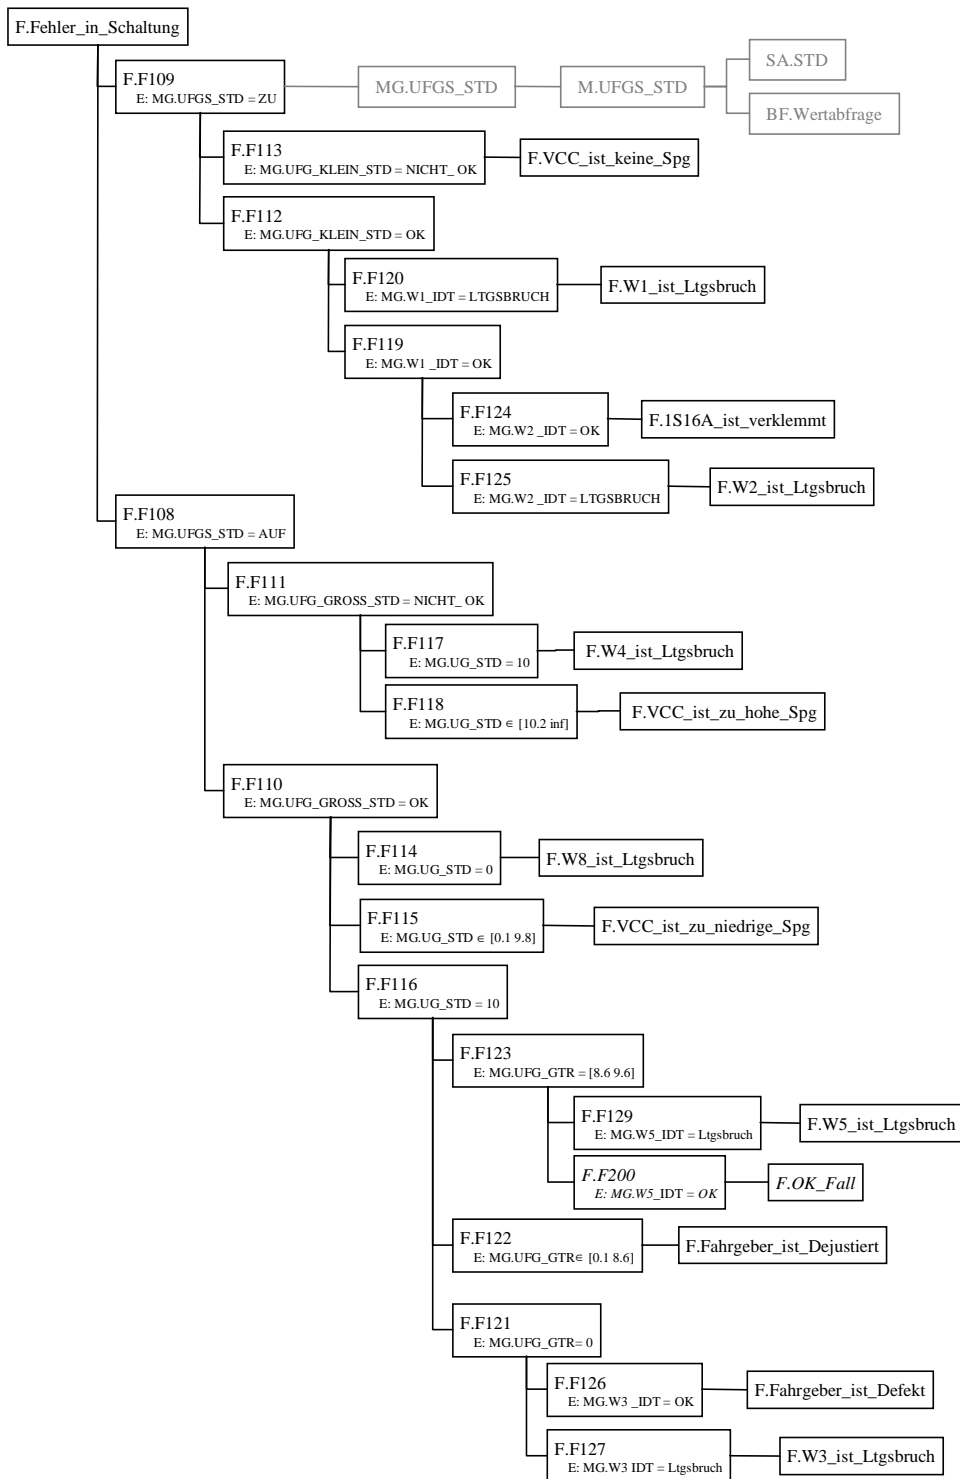 F.Fehler_in_Schaltung
F.F109
E: MG.UFGS_STD = ZU
MG.UFGS_STD
M.UFGS_STD
SA.STD
BF.Wertabfrage
F.F113
E: MG.UFG_KLEIN_STD = NICHT_ OK
F.VCC_ist_keine_Spg
F.F112
E: MG.UFG_KLEIN_STD = OK
F.F120
E: MG.W1_IDT = LTGSBRUCH
F.W1_ist_Ltgsbruch
F.F119
E: MG.W1 _IDT = OK
F.F124
E: MG.W2 _IDT = OK
F.1S16A_ist_verklemmt
F.F125
E: MG.W2 _IDT = LTGSBRUCH
F.W2_ist_Ltgsbruch
F.F108
E: MG.UFGS_STD = AUF
F.F111
E: MG.UFG_GROSS_STD = NICHT_ OK
F.F117
E: MG.UG_STD = 10
F.W4_ist_Ltgsbruch
F.F118
E: MG.UG_STD ∈ [10.2 inf]
F.VCC_ist_zu_hohe_Spg
F.F110
E: MG.UFG_GROSS_STD = OK
F.F114
E: MG.UG_STD = 0
F.W8_ist_Ltgsbruch
F.F115
E: MG.UG_STD ∈ [0.1 9.8]
F.VCC_ist_zu_niedrige_Spg
F.F116
E: MG.UG_STD = 10
F.F123
E: MG.UFG_GTR = [8.6 9.6]
F.F129
E: MG.W5_IDT = Ltgsbruch
F.W5_ist_Ltgsbruch
F.F200
E: MG.W5_IDT = OK
F.OK_Fall
F.F122
E: MG.UFG_GTR∈ [0.1 8.6]
F.Fahrgeber_ist_Dejustiert
F.F121
E: MG.UFG_GTR= 0
F.F126
E: MG.W3 _IDT = OK
F.Fahrgeber_ist_Defekt
F.F127
E: MG.W3 IDT = Ltgsbruch
F.W3_ist_Ltgsbruch